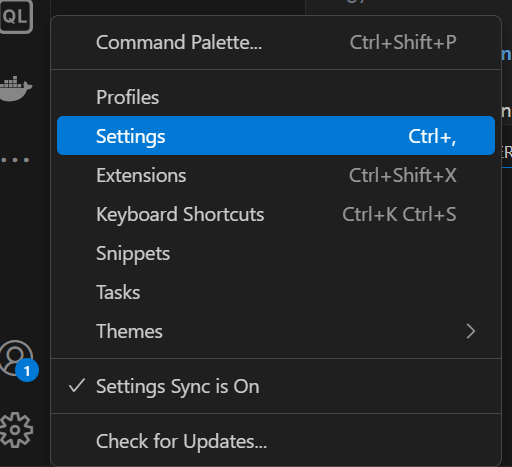 QL
Command Palette... Ctrl+Shift+P
Profiles
Settings Ctrl+,
Extensions Ctrl+Shift+X
Keyboard Shortcuts Ctrl+K Ctrl+S
Snippets
Tasks
Themes
1
Settings Sync is On
Check for Updates...